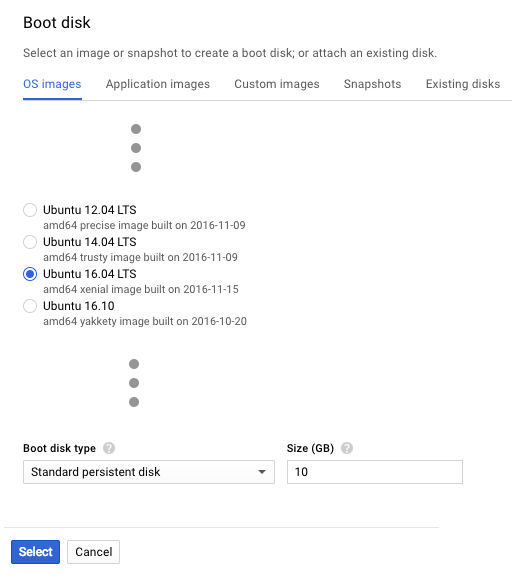 Boot disk
Select an image or snapshot to create a boot disk; or attach an existing disk.
OS images Application images Custom images Snapshots Existing disks
Ubuntu 12.04 LTS
amd64 precise image built on 2016-11-09
Ubuntu 14.04 LTS
amd64 trusty image built on 2016-11-09
Ubuntu 16.04 LTS
amd64 xenial image built on 2016-11-15
Ubuntu 16.10
amd64 yakkety image built on 2016-10-20
Boot disk type ? Size (GB) ?
Standard persistent disk 10
Select Cancel